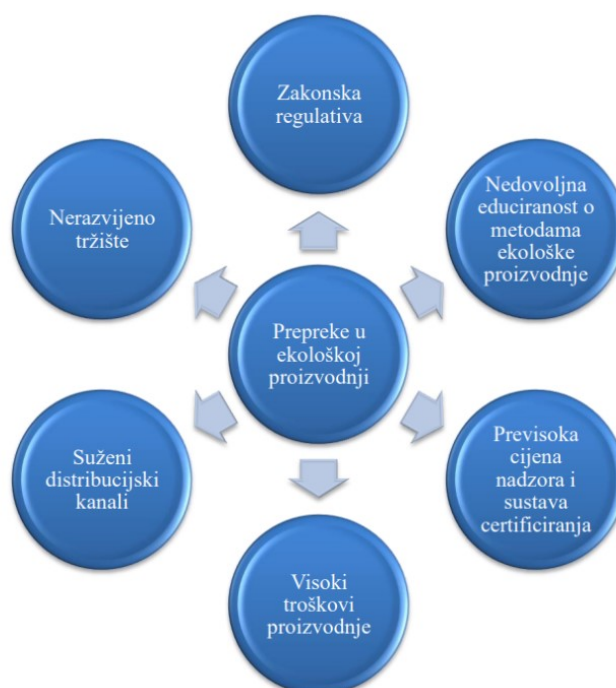 Zakonska
regulativa
Nedovoljna
educiranost o
metodama
ekološke
proizvodnje
Previsoka
cijena
nadzora i
sustava
certificiranja
Visoki
troškovi
proizvodnje
Suženi
distribucijski
kanali
Nerazvijeno
tržište
Prepreke u
ekološkoj
proizvodnji